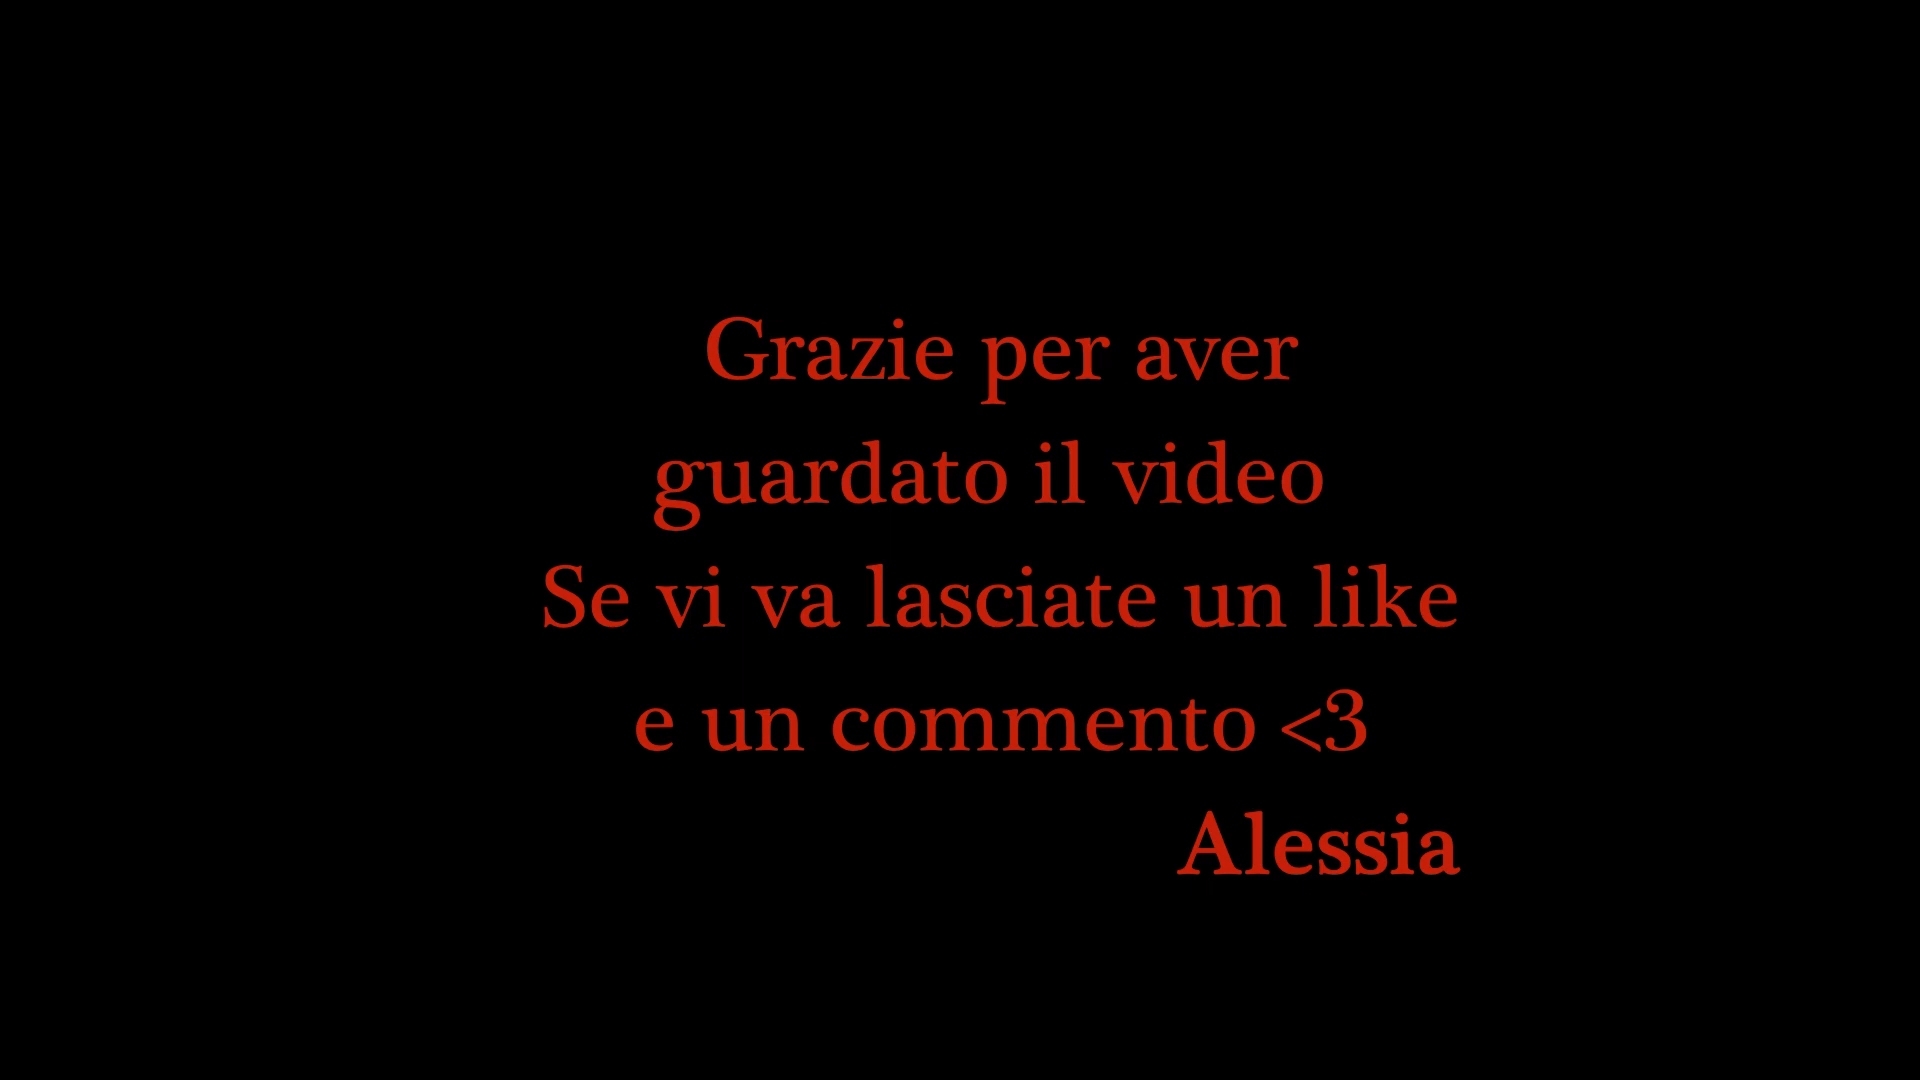 Grazie per aver
guardato il video
Se vi va lasciate un like
e un commento <3
Alessia